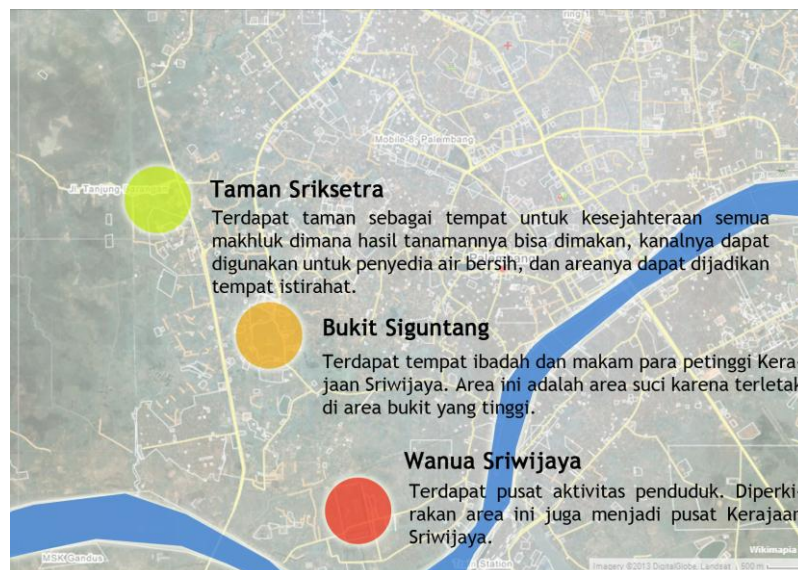 Mobile-8, Palembang
Jl. Tanjung
Taman Sriksetra
Terdapat taman sebagai tempat untuk kesejahteraan semua
makhluk dimana hasil tanamannya bisa dimakan, kanalnya dapat
digunakan untuk penyedia air bersih, dan areanya dapat dijadikan
tempat istirahat.
Palembang
Bukit Siguntang
Terdapat tempat ibadah dan makam para petinggi Kera-
jaan Sriwijaya. Area ini adalah area suci karena terletak
di area bukit yang tinggi.
Wanua Sriwijaya
Terdapat pusat aktivitas penduduk. Diperki-
rakan area ini juga menjadi pusat Kerajaan
Sriwijaya.
Wikimapia
MSK Gandus
Station
Imagery ©2013 DigitalGlobe, Landsat
500 m